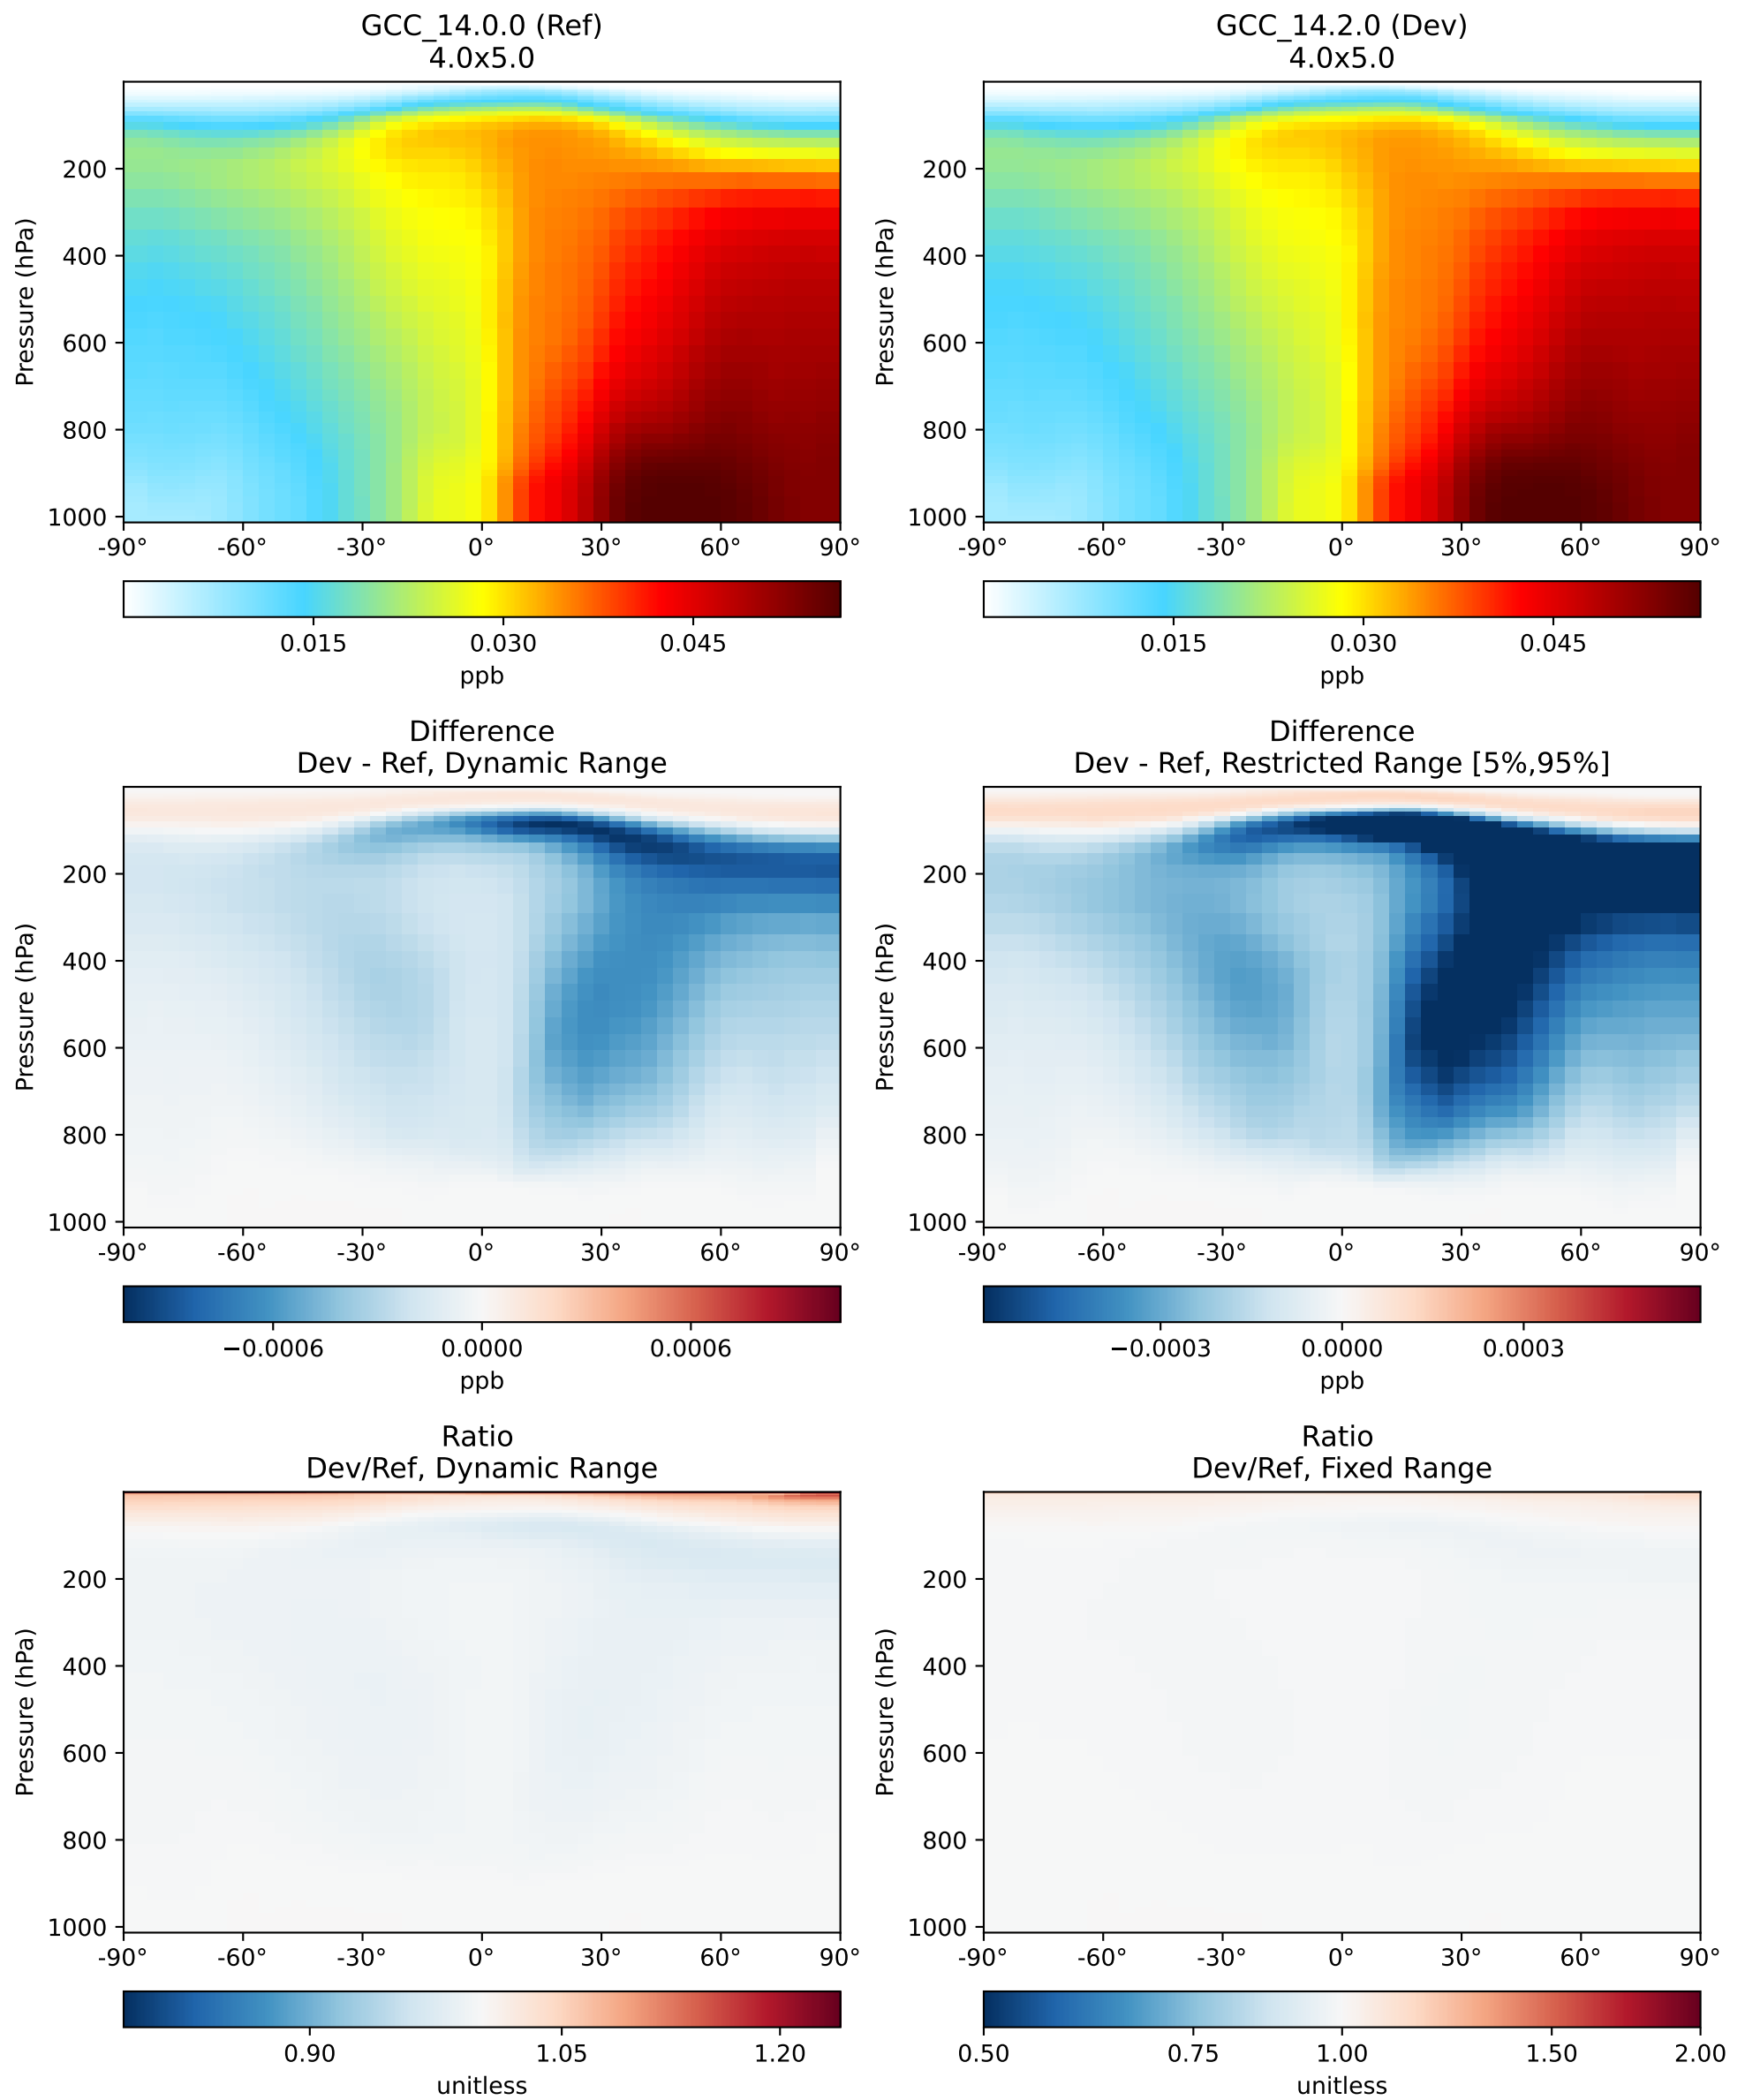 GCC_14.0.0 (Ref)
4.0x5.0
GCC_14.2.0 (Dev)
4.0x5.0
Pressure (hPa)
200
400
600
800
1000
-90° -60° -30° 0° 30° 60° 90°
0.015 0.030 0.045
ppb
Pressure (hPa)
200
400
600
800
1000
-90° -60° -30° 0° 30° 60° 90°
0.015 0.030 0.045
ppb
Difference
Dev - Ref, Dynamic Range
Difference
Dev - Ref, Restricted Range [5%,95%]
Pressure (hPa)
200
400
600
800
1000
-90° -60° -30° 0° 30° 60° 90°
−0.0006 0.0000 0.0006
ppb
Pressure (hPa)
200
400
600
800
1000
-90° -60° -30° 0° 30° 60° 90°
−0.0003 0.0000 0.0003
ppb
Ratio
Dev/Ref, Dynamic Range
Ratio
Dev/Ref, Fixed Range
Pressure (hPa)
200
400
600
800
1000
-90° -60° -30° 0° 30° 60° 90°
0.90 1.05 1.20
unitless
Pressure (hPa)
200
400
600
800
1000
-90° -60° -30° 0° 30° 60° 90°
0.50 0.75 1.00 1.50 2.00
unitless